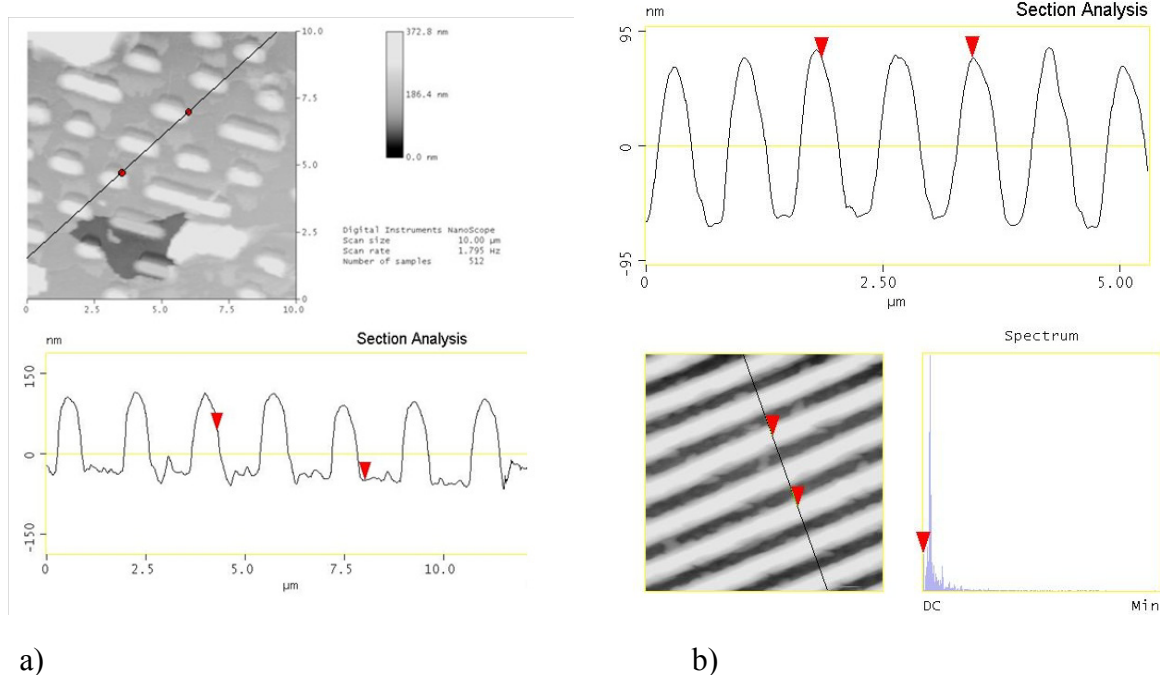 10.0
7.5
5.0
2.5
0
0 2.5 5.0 7.5 10.0
372.8 nm
186.4 nm
0.0 nm
Digital Instruments NanoScope
Scan size 10.00 µm
Scan rate 1.795 Hz
Number of samples 512
nm
Section Analysis
150
0
-150
0 2.5 5.0 7.5 10.0
µm
a)
nm
Section Analysis
95
0
-95
0 2.50 5.00
µm
Spectrum
DC Min
b)